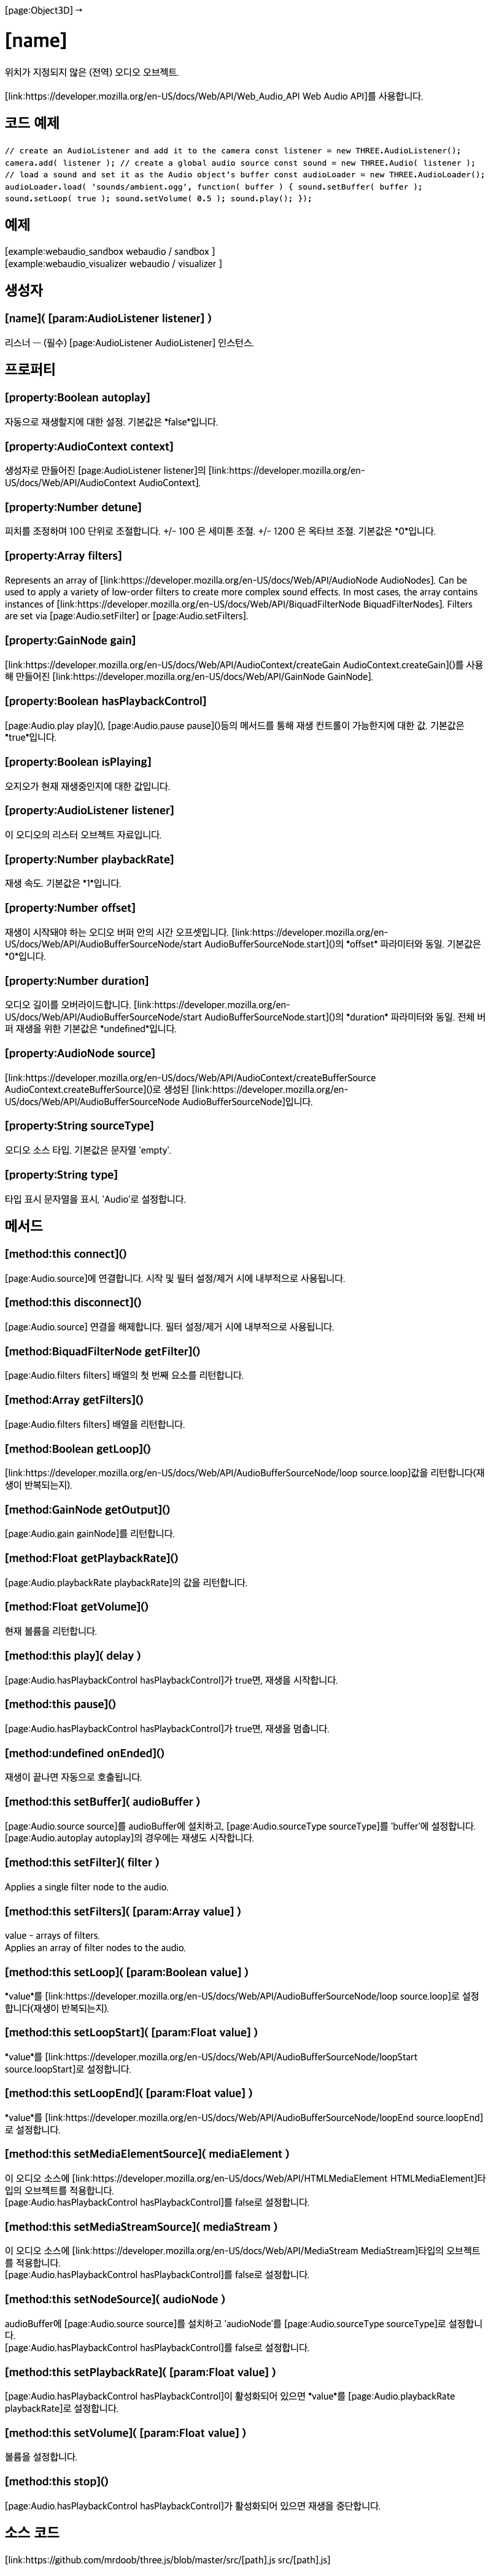 [page:Object3D] →
[name]
위치가 지정되지 않은 (전역) 오디오 오브젝트.
[link:https://developer.mozilla.org/en-US/docs/Web/API/Web_Audio_API Web Audio API]를 사용합니다.
코드 예제
// create an AudioListener and add it to the camera const listener = new THREE.AudioListener();
camera.add( listener ); // create a global audio source const sound = new THREE.Audio( listener );
// load a sound and set it as the Audio object's buffer const audioLoader = new THREE.AudioLoader();
audioLoader.load( 'sounds/ambient.ogg', function( buffer ) { sound.setBuffer( buffer );
sound.setLoop( true ); sound.setVolume( 0.5 ); sound.play(); });
예제
[example:webaudio_sandbox webaudio / sandbox ]
[example:webaudio_visualizer webaudio / visualizer ]
생성자
[name]( [param:AudioListener listener] )
리스너 — (필수) [page:AudioListener AudioListener] 인스턴스.
프로퍼티
[property:Boolean autoplay]
자동으로 재생할지에 대한 설정. 기본값은 *false*입니다.
[property:AudioContext context]
생성자로 만들어진 [page:AudioListener listener]의 [link:https://developer.mozilla.org/en-
US/docs/Web/API/AudioContext AudioContext].
[property:Number detune]
피치를 조정하며 100 단위로 조절합니다. +/- 100 은 세미톤 조절. +/- 1200 은 옥타브 조절. 기본값은 *0*입니다.
[property:Array filters]
Represents an array of [link:https://developer.mozilla.org/en-US/docs/Web/API/AudioNode AudioNodes]. Can be
used to apply a variety of low-order filters to create more complex sound effects. In most cases, the array contains
instances of [link:https://developer.mozilla.org/en-US/docs/Web/API/BiquadFilterNode BiquadFilterNodes]. Filters
are set via [page:Audio.setFilter] or [page:Audio.setFilters].
[property:GainNode gain]
[link:https://developer.mozilla.org/en-US/docs/Web/API/AudioContext/createGain AudioContext.createGain]()를 사용
해 만들어진 [link:https://developer.mozilla.org/en-US/docs/Web/API/GainNode GainNode].
[property:Boolean hasPlaybackControl]
[page:Audio.play play](), [page:Audio.pause pause]()등의 메서드를 통해 재생 컨트롤이 가능한지에 대한 값. 기본값은
*true*입니다.
[property:Boolean isPlaying]
오지오가 현재 재생중인지에 대한 값입니다.
[property:AudioListener listener]
이 오디오의 리스터 오브젝트 자료입니다.
[property:Number playbackRate]
재생 속도. 기본값은 *1*입니다.
[property:Number offset]
재생이 시작돼야 하는 오디오 버퍼 안의 시간 오프셋입니다. [link:https://developer.mozilla.org/en-
US/docs/Web/API/AudioBufferSourceNode/start AudioBufferSourceNode.start]()의 *offset* 파라미터와 동일. 기본값은
*0*입니다.
[property:Number duration]
오디오 길이를 오버라이드합니다. [link:https://developer.mozilla.org/en-
US/docs/Web/API/AudioBufferSourceNode/start AudioBufferSourceNode.start]()의 *duration* 파라미터와 동일. 전체 버
퍼 재생을 위한 기본값은 *undefined*입니다.
[property:AudioNode source]
[link:https://developer.mozilla.org/en-US/docs/Web/API/AudioContext/createBufferSource
AudioContext.createBufferSource]()로 생성된 [link:https://developer.mozilla.org/en-
US/docs/Web/API/AudioBufferSourceNode AudioBufferSourceNode]입니다.
[property:String sourceType]
오디오 소스 타입. 기본값은 문자열 'empty'.
[property:String type]
타입 표시 문자열을 표시, 'Audio'로 설정합니다.
메서드
[method:this connect]()
[page:Audio.source]에 연결합니다. 시작 및 필터 설정/제거 시에 내부적으로 사용됩니다.
[method:this disconnect]()
[page:Audio.source] 연결을 해제합니다. 필터 설정/제거 시에 내부적으로 사용됩니다.
[method:BiquadFilterNode getFilter]()
[page:Audio.filters filters] 배열의 첫 번째 요소를 리턴합니다.
[method:Array getFilters]()
[page:Audio.filters filters] 배열을 리턴합니다.
[method:Boolean getLoop]()
[link:https://developer.mozilla.org/en-US/docs/Web/API/AudioBufferSourceNode/loop source.loop]값을 리턴합니다(재
생이 반복되는지).
[method:GainNode getOutput]()
[page:Audio.gain gainNode]를 리턴합니다.
[method:Float getPlaybackRate]()
[page:Audio.playbackRate playbackRate]의 값을 리턴합니다.
[method:Float getVolume]()
현재 볼륨을 리턴합니다.
[method:this play]( delay )
[page:Audio.hasPlaybackControl hasPlaybackControl]가 true면, 재생을 시작합니다.
[method:this pause]()
[page:Audio.hasPlaybackControl hasPlaybackControl]가 true면, 재생을 멈춥니다.
[method:undefined onEnded]()
재생이 끝나면 자동으로 호출됩니다.
[method:this setBuffer]( audioBuffer )
[page:Audio.source source]를 audioBuffer에 설치하고, [page:Audio.sourceType sourceType]를 'buffer'에 설정합니다.
[page:Audio.autoplay autoplay]의 경우에는 재생도 시작합니다.
[method:this setFilter]( filter )
Applies a single filter node to the audio.
[method:this setFilters]( [param:Array value] )
value - arrays of filters.
Applies an array of filter nodes to the audio.
[method:this setLoop]( [param:Boolean value] )
*value*를 [link:https://developer.mozilla.org/en-US/docs/Web/API/AudioBufferSourceNode/loop source.loop]로 설정
합니다(재생이 반복되는지).
[method:this setLoopStart]( [param:Float value] )
*value*를 [link:https://developer.mozilla.org/en-US/docs/Web/API/AudioBufferSourceNode/loopStart
source.loopStart]로 설정합니다.
[method:this setLoopEnd]( [param:Float value] )
*value*를 [link:https://developer.mozilla.org/en-US/docs/Web/API/AudioBufferSourceNode/loopEnd source.loopEnd]
로 설정합니다.
[method:this setMediaElementSource]( mediaElement )
이 오디오 소스에 [link:https://developer.mozilla.org/en-US/docs/Web/API/HTMLMediaElement HTMLMediaElement]타
입의 오브젝트를 적용합니다.
[page:Audio.hasPlaybackControl hasPlaybackControl]를 false로 설정합니다.
[method:this setMediaStreamSource]( mediaStream )
이 오디오 소스에 [link:https://developer.mozilla.org/en-US/docs/Web/API/MediaStream MediaStream]타입의 오브젝트
를 적용합니다.
[page:Audio.hasPlaybackControl hasPlaybackControl]를 false로 설정합니다.
[method:this setNodeSource]( audioNode )
audioBuffer에 [page:Audio.source source]를 설치하고 'audioNode'를 [page:Audio.sourceType sourceType]로 설정합니
다.
[page:Audio.hasPlaybackControl hasPlaybackControl]를 false로 설정합니다.
[method:this setPlaybackRate]( [param:Float value] )
[page:Audio.hasPlaybackControl hasPlaybackControl]이 활성화되어 있으면 *value*를 [page:Audio.playbackRate
playbackRate]로 설정합니다.
[method:this setVolume]( [param:Float value] )
볼륨을 설정합니다.
[method:this stop]()
[page:Audio.hasPlaybackControl hasPlaybackControl]가 활성화되어 있으면 재생을 중단합니다.
소스 코드
[link:https://github.com/mrdoob/three.js/blob/master/src/[path].js src/[path].js]